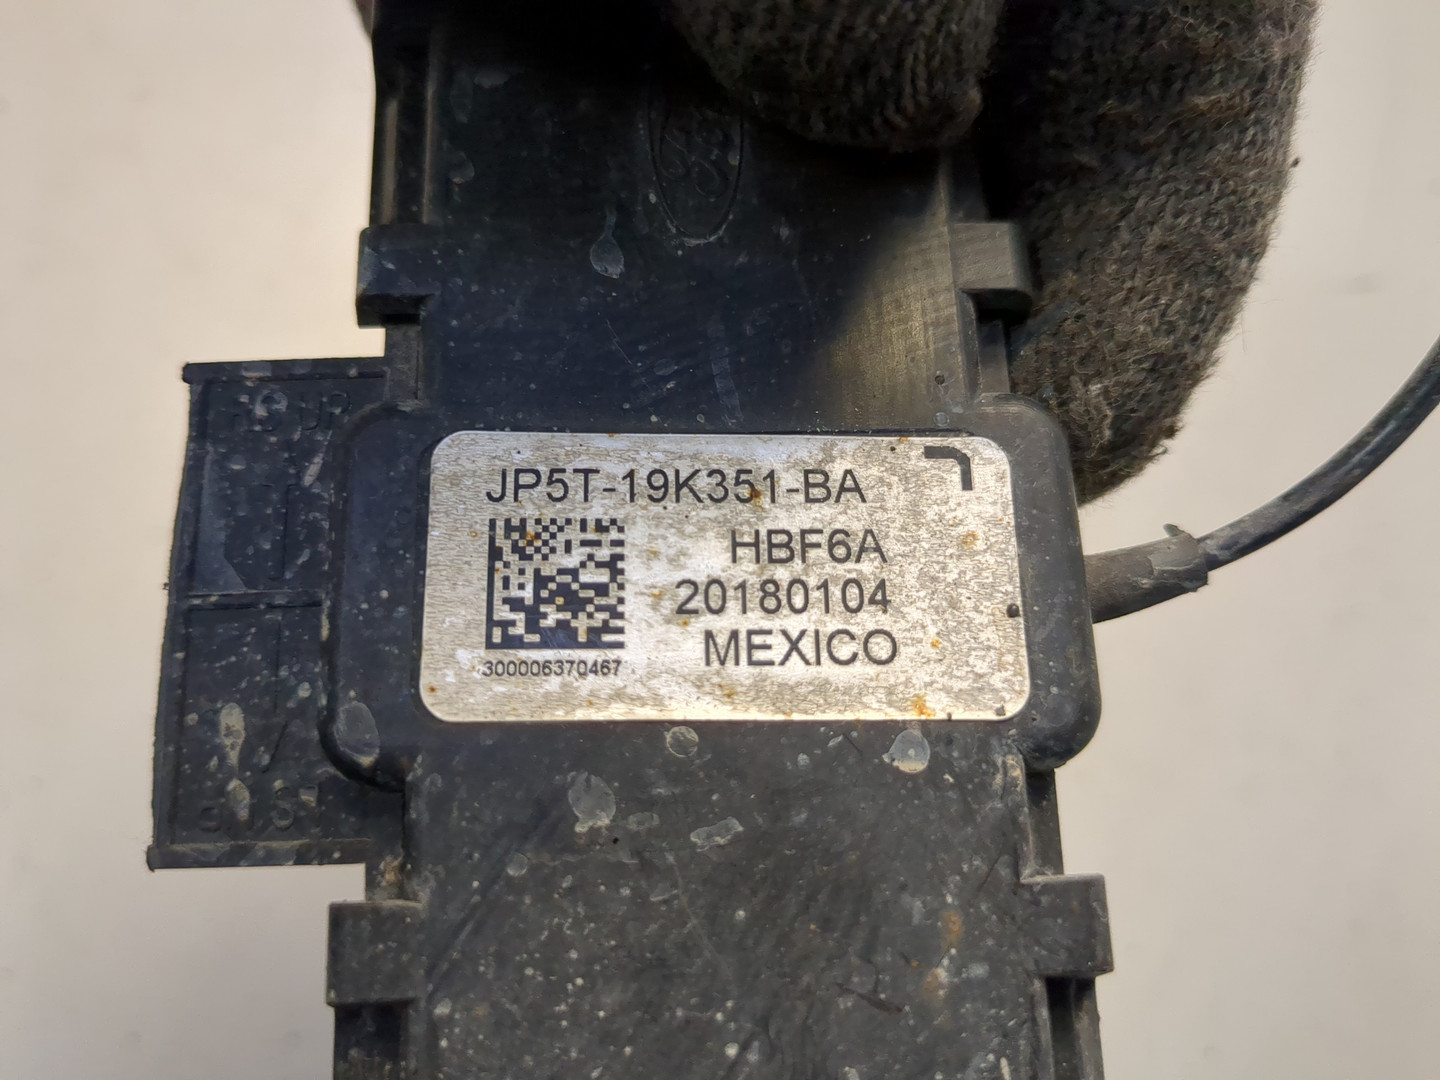 JP5T-19K351-BA
HBF6A
20180104
MEXICO
300006370467